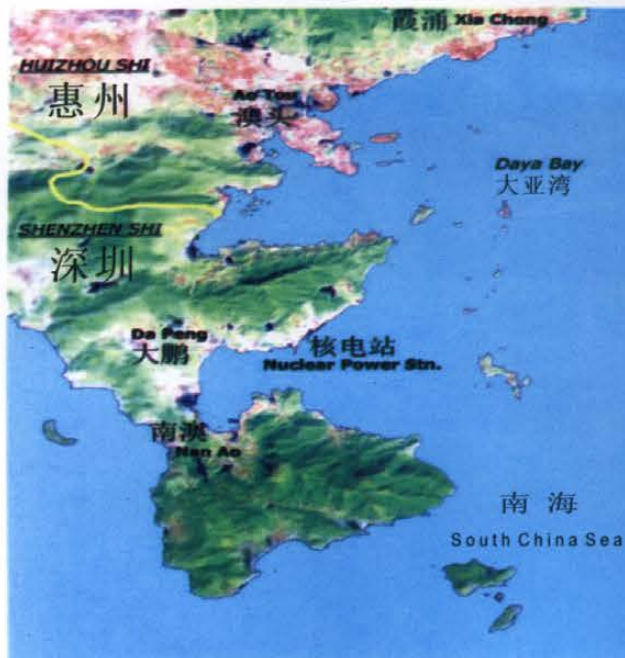 霞涌 Xia Chong
HUIZHOU SHI
惠州
Ao Tou
澳头
Daya Bay
大亚湾
SHENZHEN SHI
深圳
Da Peng
大鹏
核电站
Nuclear Power Stn.
南澳
Nan Ao
南海
South China Sea